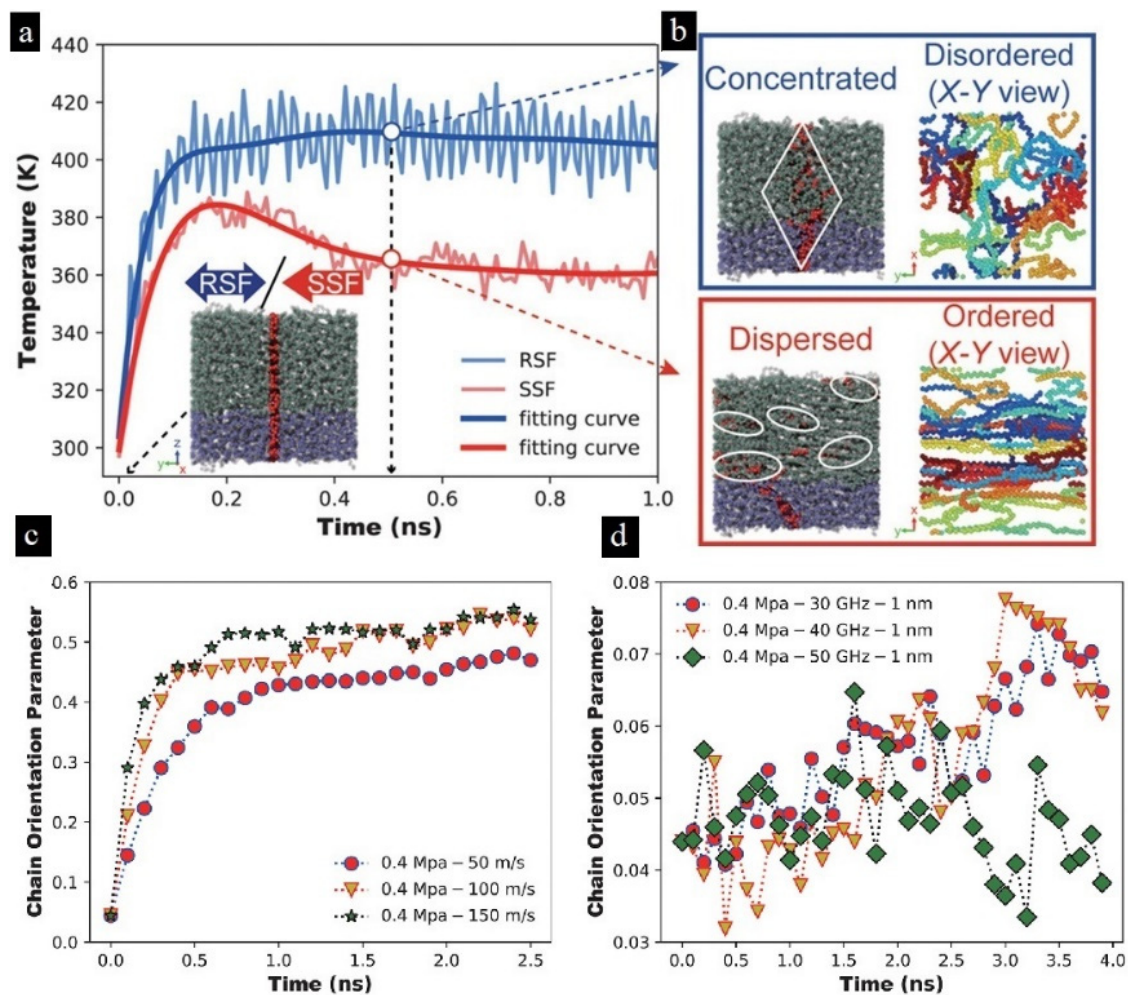 a
440
420
400
380
360
340
320
300
Temperature (K)
0.0
0.2
0.4
0.6
0.8
1.0
Time (ns)
RSF
SSF
RSF
SSF
fitting curve
fitting curve
z
y
x
b
Concentrated
Disordered
(X-Y view)
x
y
Dispersed
Ordered
(X-Y view)
x
y
c
0.6
0.5
0.4
0.3
0.2
0.1
0.0
Chain Orientation Parameter
0.4 Mpa − 50 m/s
0.4 Mpa − 100 m/s
0.4 Mpa − 150 m/s
0.0
0.5
1.0
1.5
2.0
2.5
Time (ns)
d
0.08
0.07
0.06
0.05
0.04
0.03
Chain Orientation Parameter
0.4 Mpa − 30 GHz − 1 nm
0.4 Mpa − 40 GHz − 1 nm
0.4 Mpa − 50 GHz − 1 nm
0.0
0.5
1.0
1.5
2.0
2.5
3.0
3.5
4.0
Time (ns)